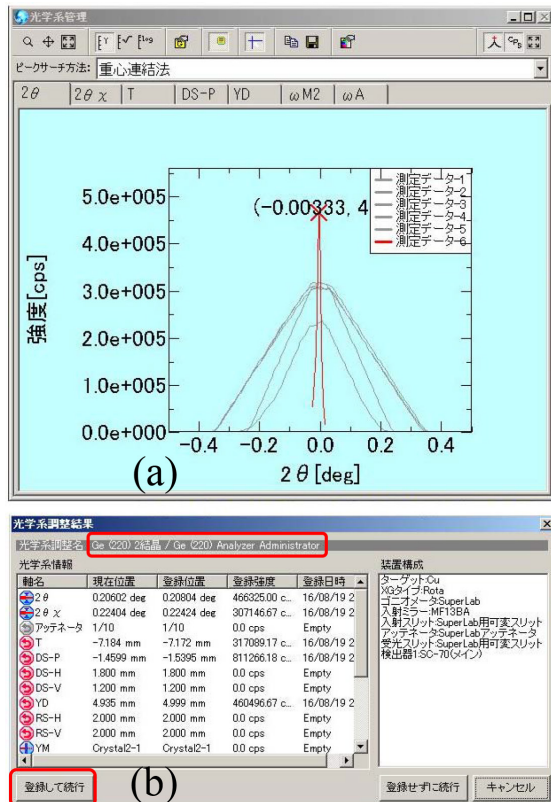 光学系管理
ピークサーチ方法: 重心連結法
2θ 2θχ T DS-P YD ωM2 ωA
測定データ-1
測定データ-2
測定データ-3
測定データ-4
測定データ-5
測定データ-6
(-0.00333, 4
5.0e+005
4.0e+005
3.0e+005
2.0e+005
1.0e+005
0.0e+000
強度[cps]
-0.4 -0.2 0.0 0.2 0.4
2θ[deg]
(a)
光学系調整結果
光学系調整名 Ge (220) 2結晶 / Ge (220) Analyzer Administrator
光学系情報
軸名 現在位置 登録位置 登録強度 登録日時
2θ 0.20602 deg 0.20804 deg 466325.00 c... 16/08/19 2
2θχ 0.22404 deg 0.22424 deg 307146.67 c... 16/08/19 2
アッテネータ 1/10 1/10 0.0 cps Empty
T -7.184 mm -7.172 mm 317089.17 c... 16/08/19 2
DS-P -1.4599 mm -1.5395 mm 811266.18 c... 16/08/19 2
DS-H 1.800 mm 1.800 mm 0.0 cps Empty
DS-V 1.200 mm 1.200 mm 0.0 cps Empty
YD 4.935 mm 4.999 mm 460496.67 c... 16/08/19 2
RS-H 2.000 mm 2.000 mm 0.0 cps Empty
RS-V 2.000 mm 2.000 mm 0.0 cps Empty
YM Crystal2-1 Crystal2-1 0.0 cps Empty
装置構成
ターゲット:Cu
XGタイプ:Rota
ゴニオメータ:SuperLab
入射ミラー:MF13BA
入射スリット:SuperLab用可変スリット
アッテネータ:SuperLabアッテネータ
受光スリット:SuperLab用可変スリット
検出器1:SC-70(メイン)
登録して続行
(b)
登録せずに続行
キャンセル